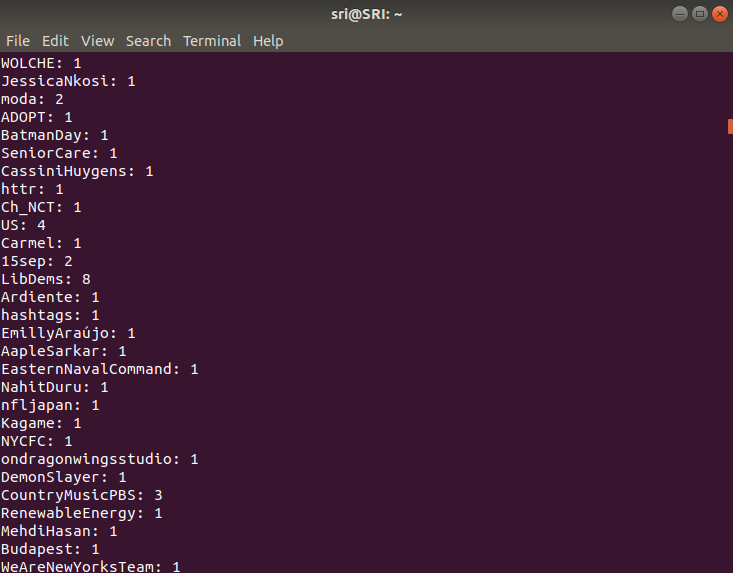 sri@SRI: ~
File Edit View Search Terminal Help
WOLCHE: 1
JessicaNkosi: 1
moda: 2
ADOPT: 1
BatmanDay: 1
SeniorCare: 1
CassiniHuygens: 1
httr: 1
Ch_NCT: 1
US: 4
Carmel: 1
15sep: 2
LibDems: 8
Ardiente: 1
hashtags: 1
EmillyAraújo: 1
AapleSarkar: 1
EasternNavalCommand: 1
NahitDuru: 1
nfljapan: 1
Kagame: 1
NYCFC: 1
ondragonwingsstudio: 1
DemonSlayer: 1
CountryMusicPBS: 3
RenewableEnergy: 1
MehdiHasan: 1
Budapest: 1
WeAreNewYorksTeam: 1